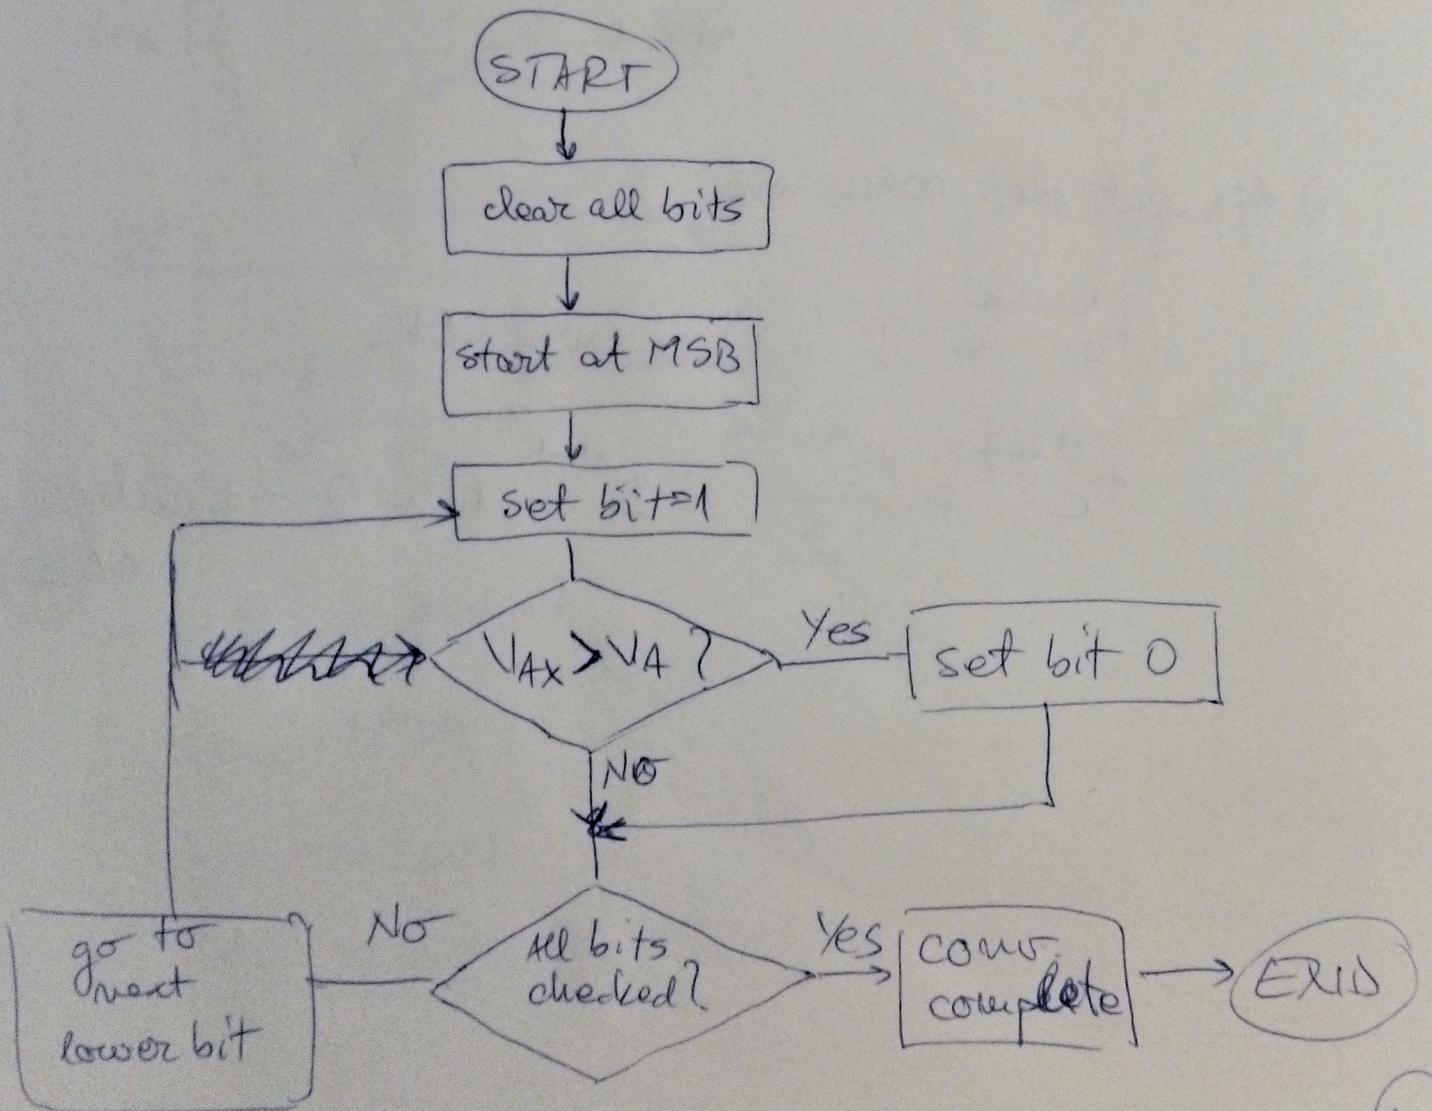 START
clear all bits
start at MSB
set bit=1
VAX > VA ?
Yes
set bit 0
NO
All bits
checked?
No
go to
next
lower bit
Yes
conv.
complete
END